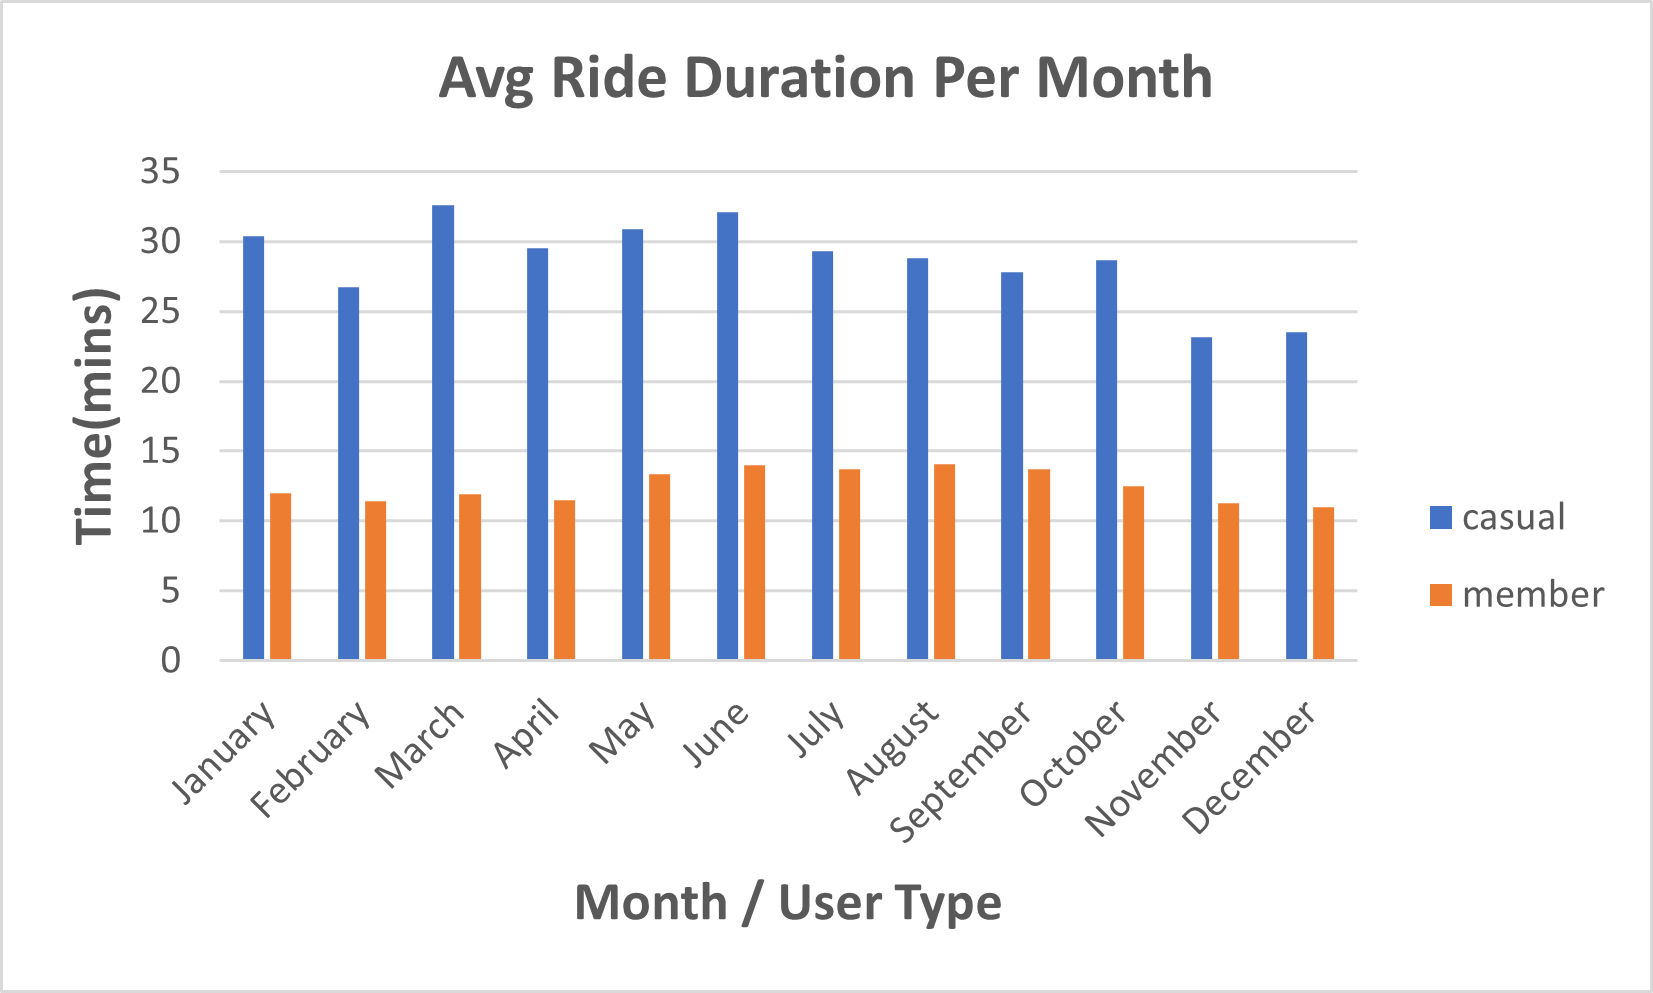 Avg Ride Duration Per Month
Time(mins)
35
30
25
20
15
10
5
0
January
February
March
April
May
June
July
August
September
October
November
December
Month / User Type
casual
member